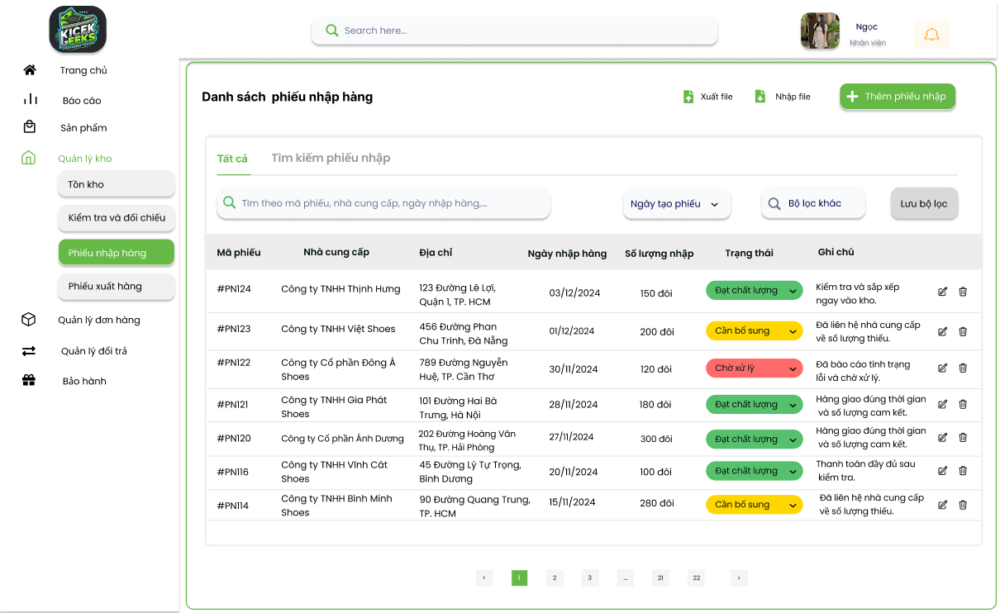 KICEK
GEEKS
Search here...
Ngọc
Nhân viên
Trang chủ
Báo cáo
Sản phẩm
Quản lý kho
Tồn kho
Kiểm tra và đối chiếu
Phiếu nhập hàng
Phiếu xuất hàng
Quản lý đơn hàng
Quản lý đổi trả
Bảo hành
Danh sách phiếu nhập hàng
Xuất file
Nhập file
Thêm phiếu nhập
Tất cả
Tìm kiếm phiếu nhập
Tìm theo mã phiếu, nhà cung cấp, ngày nhập hàng,...
Ngày tạo phiếu
Bộ lọc khác
Lưu bộ lọc
Mã phiếu Nhà cung cấp Địa chỉ Ngày nhập hàng Số lượng nhập Trạng thái Ghi chú
#PN124 Công ty TNHH Thịnh Hưng 123 Đường Lê Lợi, 03/12/2024 150 đôi Đạt chất lượng Kiểm tra và sắp xếp
Quận 1, TP. HCM ngay vào kho.
#PN123 Công ty TNHH Việt Shoes 456 Đường Phan 01/12/2024 200 đôi Cần bổ sung Đã liên hệ nhà cung cấp
Chu Trinh, Đà Nẵng về số lượng thiếu.
#PN122 Công ty Cổ phần Đông Á 789 Đường Nguyễn 30/11/2024 120 đôi Chờ xử lý Đã báo cáo tình trạng
Shoes Huệ, TP. Cần Thơ lỗi và chờ xử lý.
#PN121 Công ty TNHH Gia Phát 101 Đường Hai Bà 28/11/2024 180 đôi Đạt chất lượng Hàng giao đúng thời gian
Shoes Trưng, Hà Nội và số lượng cam kết.
#PN120 Công ty Cổ phần Ánh Dương 202 Đường Hoàng Văn 27/11/2024 300 đôi Đạt chất lượng Hàng giao đúng thời gian
Thụ, TP. Hải Phòng và số lượng cam kết.
#PN116 Công ty TNHH Vĩnh Cát 45 Đường Lý Tự Trọng, 20/11/2024 100 đôi Đạt chất lượng Thanh toán đầy đủ sau
Shoes Bình Dương kiểm tra.
#PN114 Công ty TNHH Bình Minh 90 Đường Quang Trung, 15/11/2024 280 đôi Cần bổ sung Đã liên hệ nhà cung cấp
Shoes TP. HCM về số lượng thiếu.
< 1 2 3 ... 21 22 >